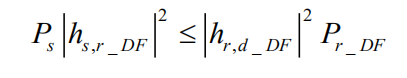 P_s |h_{s,r_DF}|^2 ≤ |h_{r,d_DF}|^2 P_{r_DF}